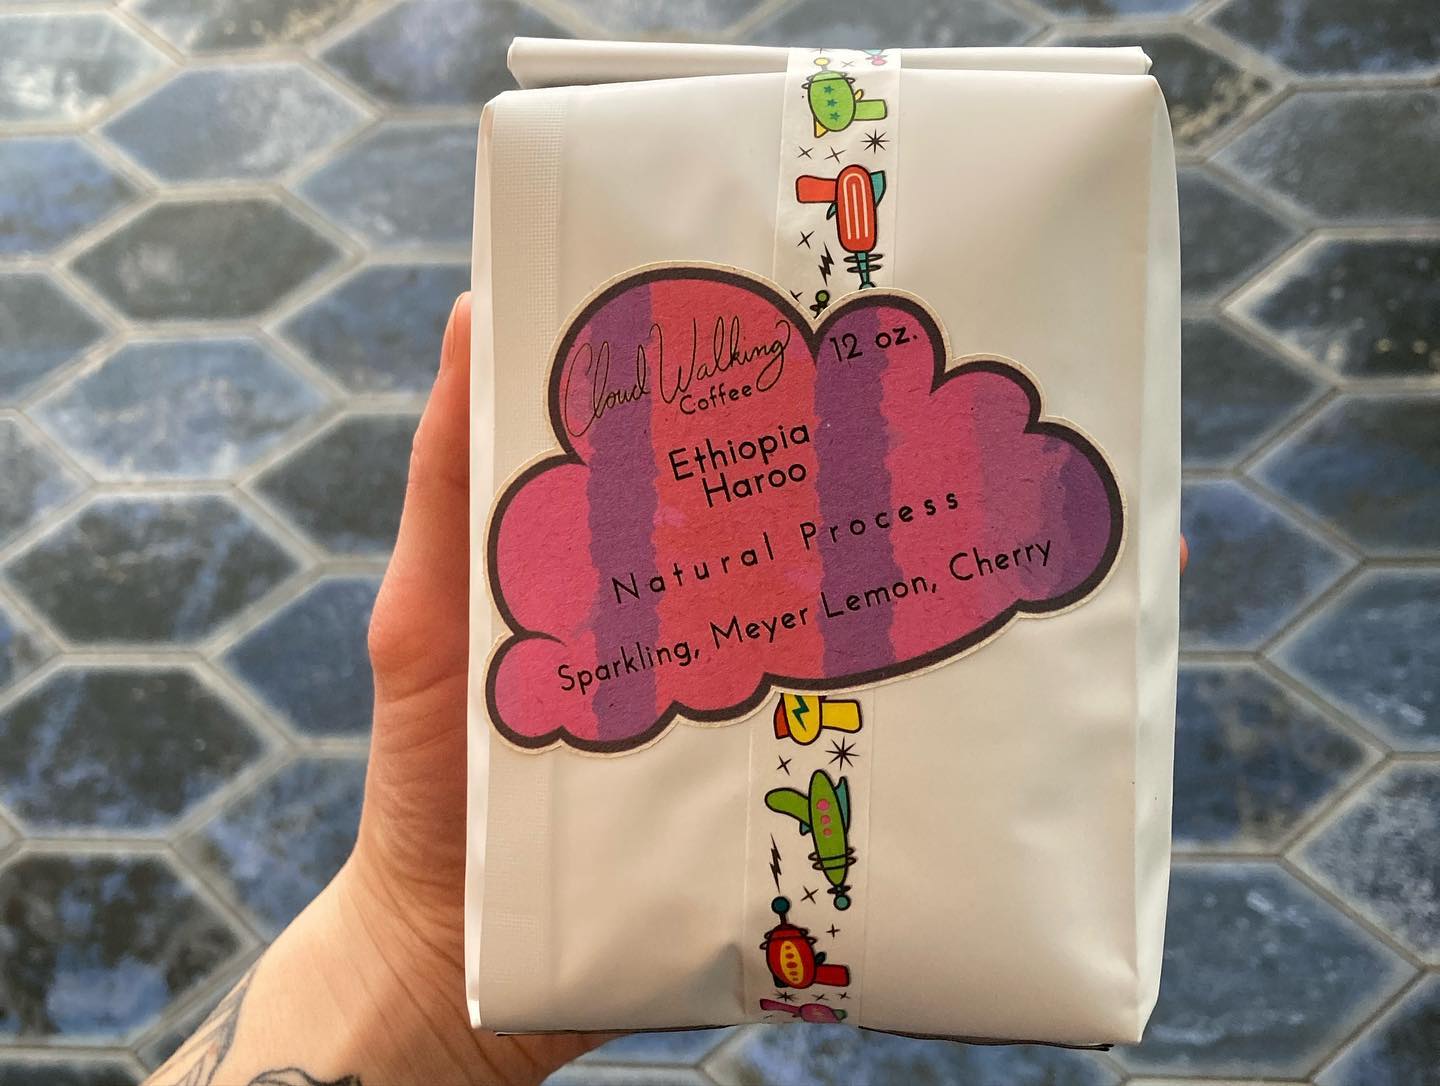 Cloud Walking
Coffee
12 oz.
Ethiopia
Haroo
Natural Process
Sparkling, Meyer Lemon, Cherry